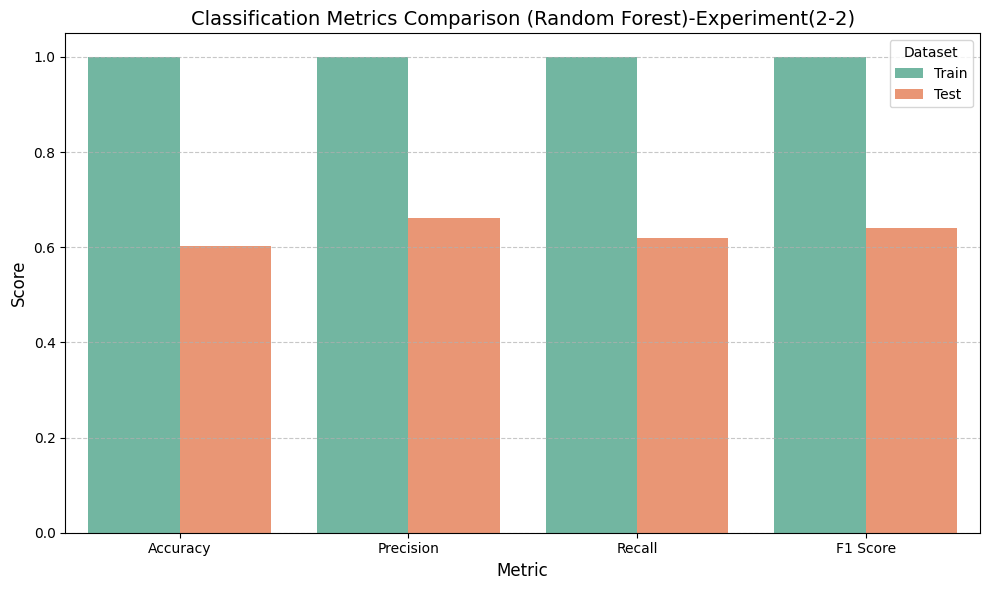 Classification Metrics Comparison (Random Forest)-Experiment(2-2)
Dataset
Train
Test
1.0
0.8
0.6
0.4
0.2
0.0
Score
Accuracy Precision Recall F1 Score
Metric